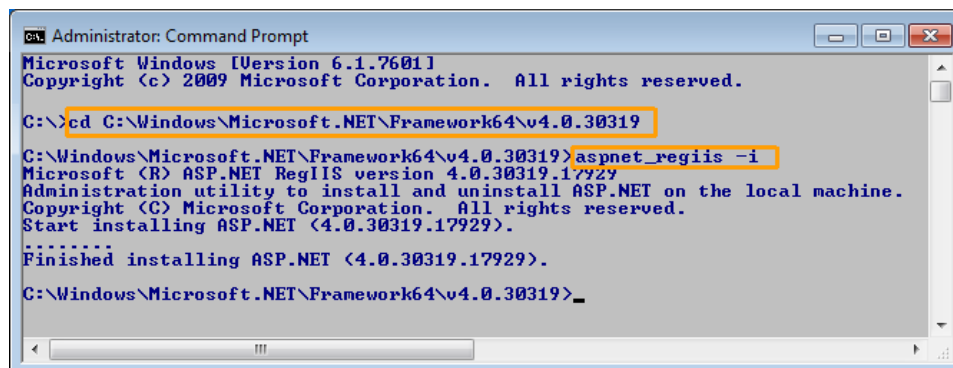 Administrator: Command Prompt
Microsoft Windows [Version 6.1.7601]
Copyright (c) 2009 Microsoft Corporation.  All rights reserved.
C:\>cd C:\Windows\Microsoft.NET\Framework64\v4.0.30319
C:\Windows\Microsoft.NET\Framework64\v4.0.30319>aspnet_regiis -i
Microsoft (R) ASP.NET RegIIS version 4.0.30319.17929
Administration utility to install and uninstall ASP.NET on the local machine.
Copyright (C) Microsoft Corporation.  All rights reserved.
Start installing ASP.NET (4.0.30319.17929).
........
Finished installing ASP.NET (4.0.30319.17929).
C:\Windows\Microsoft.NET\Framework64\v4.0.30319>_